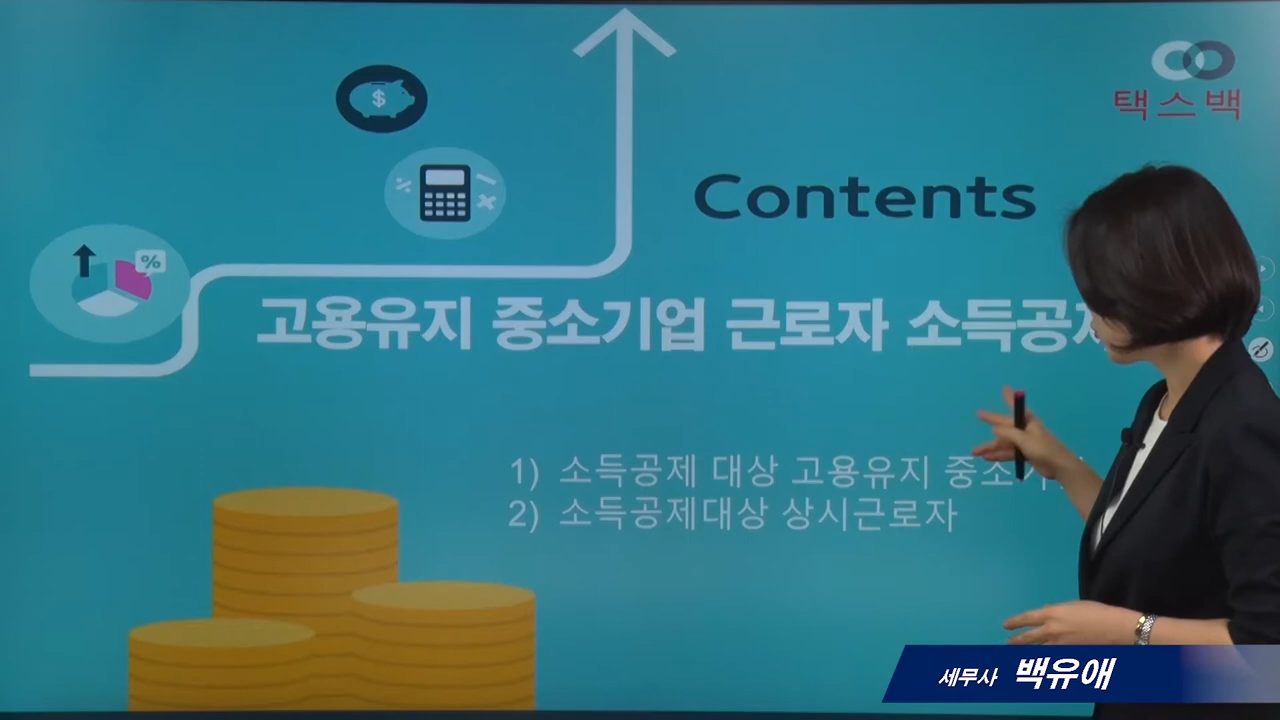 택스백
Contents
%
$
고용유지 중소기업 근로자 소득공제
1) 소득공제 대상 고용유지 중소기
2) 소득공제대상 상시근로자
세무사 백유애